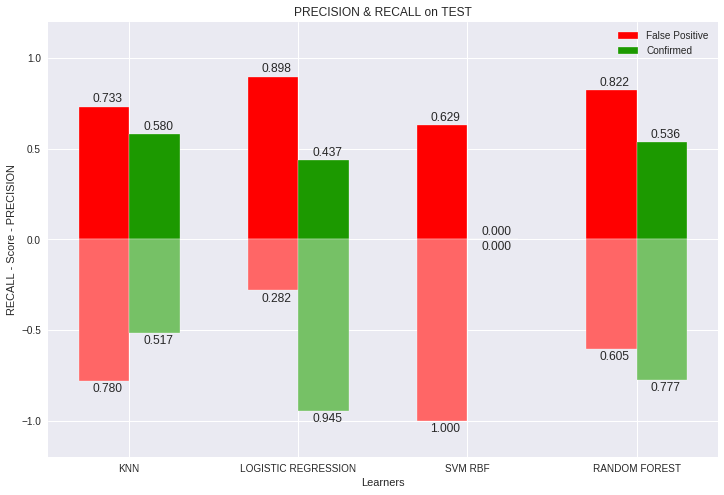 PRECISION & RECALL on TEST
False Positive
Confirmed
RECALL - Score - PRECISION
1.0
0.5
0.0
−0.5
−1.0
0.733
0.580
0.780
0.517
0.898
0.437
0.282
0.945
0.629
0.000
0.000
1.000
0.822
0.536
0.605
0.777
KNN
LOGISTIC REGRESSION
SVM RBF
RANDOM FOREST
Learners